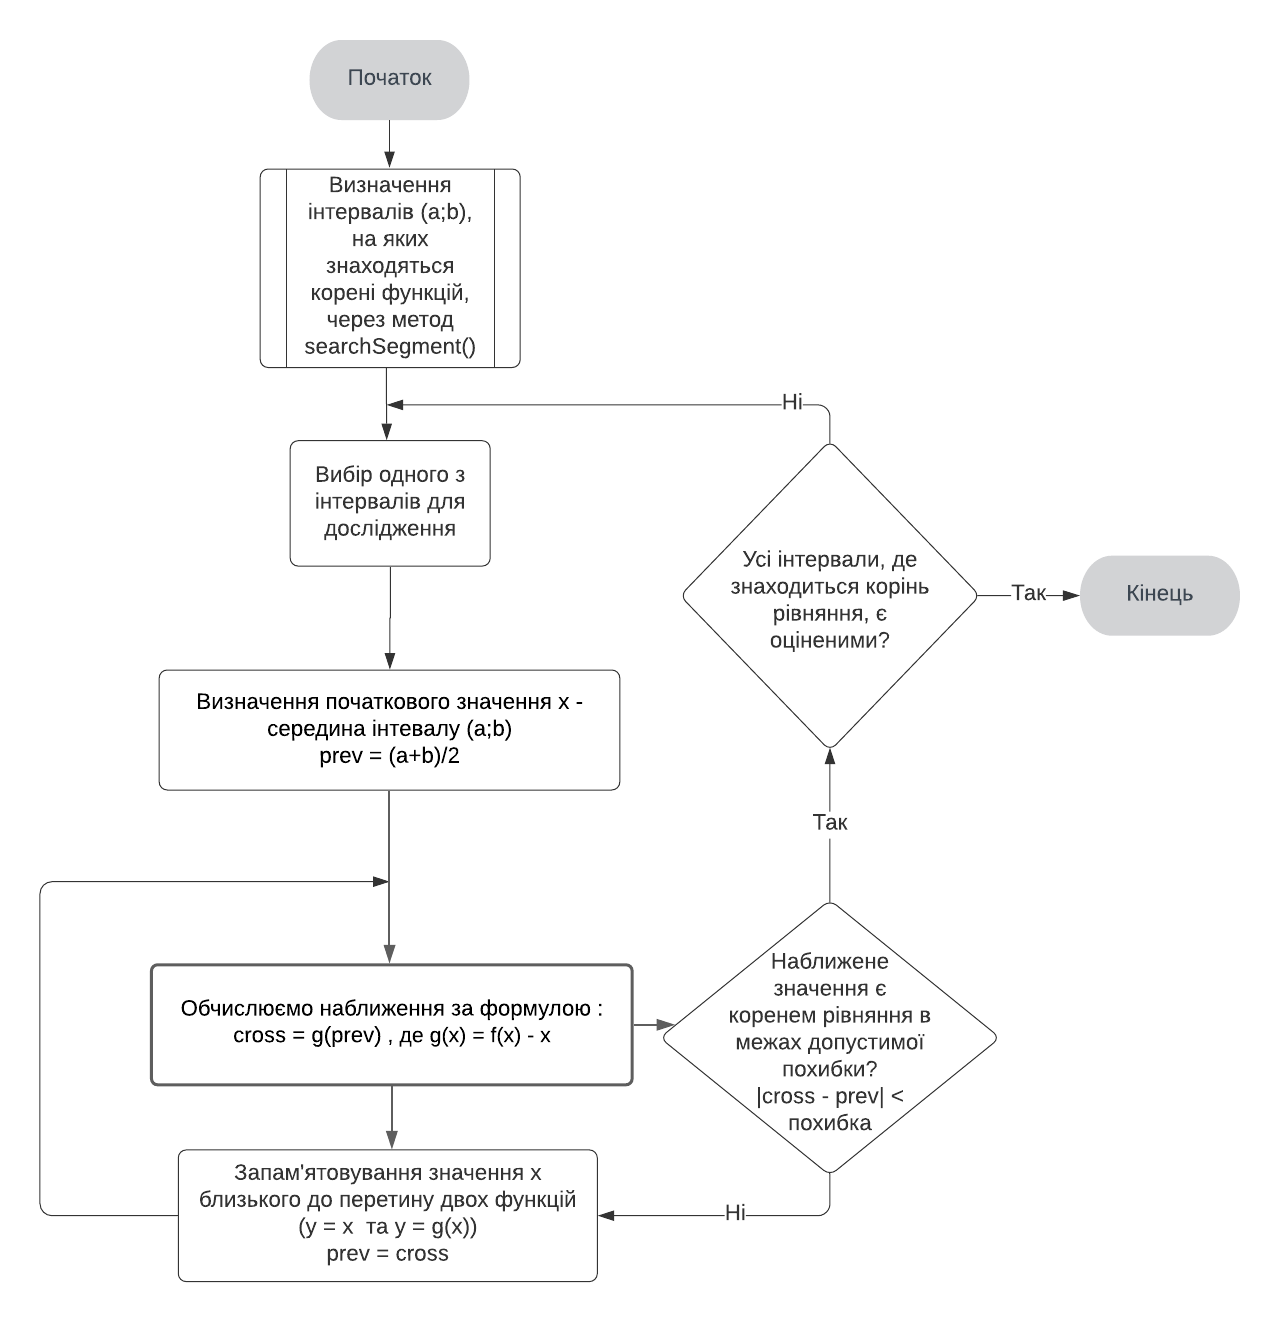 Початок
Визначення
інтервалів (a;b),
на яких
знаходяться
корені функцій,
через метод
searchSegment()
Ні
Вибір одного з
інтервалів для
дослідження
Усі інтервали, де
знаходиться корінь
рівняння, є
оціненими?
Так
Кінець
Визначення початкового значення x -
середина інтевалу (a;b)
prev = (a+b)/2
Так
Обчислюємо наближення за формулою :
cross = g(prev) , де g(x) = f(x) - x
Наближене
значення є
коренем рівняння в
межах допустимої
похибки?
|cross - prev| <
похибка
Запам'ятовування значення x
близького до перетину двох функцій
(y = x  та y = g(x))
prev = cross
Ні